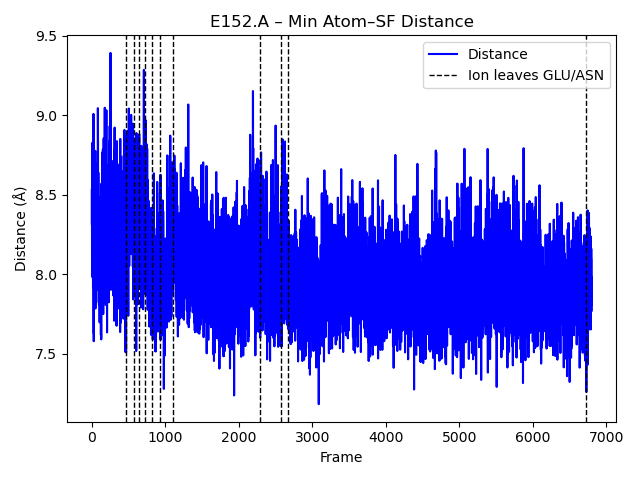 E152.A – Min Atom–SF Distance
Distance
Ion leaves GLU/ASN
Distance (Å)
9.5
9.0
8.5
8.0
7.5
0 1000 2000 3000 4000 5000 6000 7000
Frame